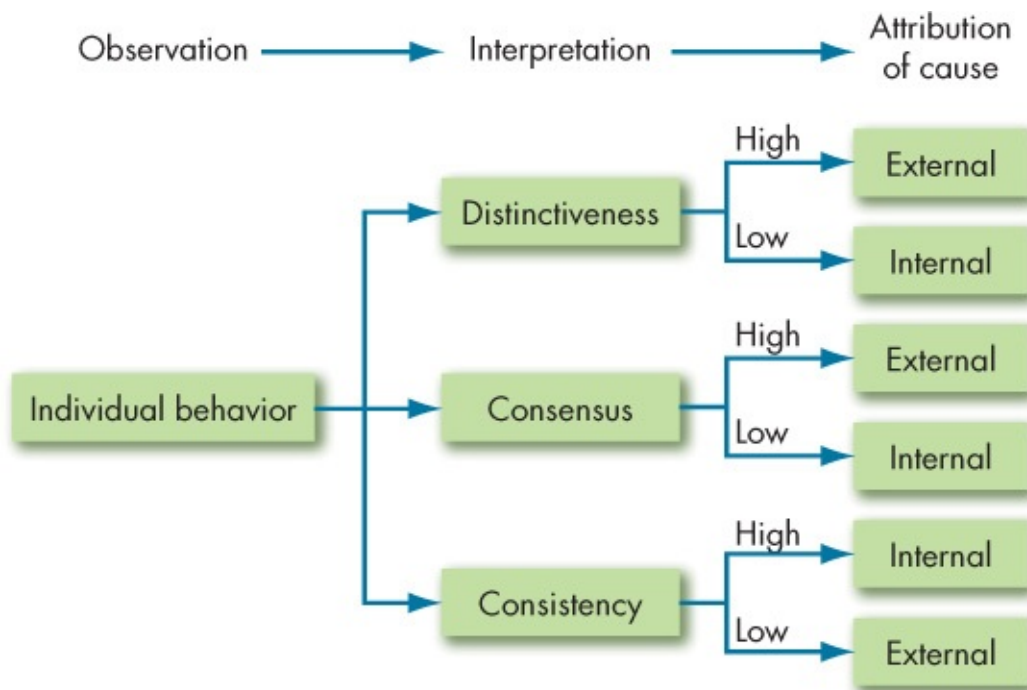 Observation
Interpretation
Attribution
of cause
High
External
Distinctiveness
Low
Internal
High
External
Individual behavior
Consensus
Low
Internal
High
Internal
Consistency
Low
External